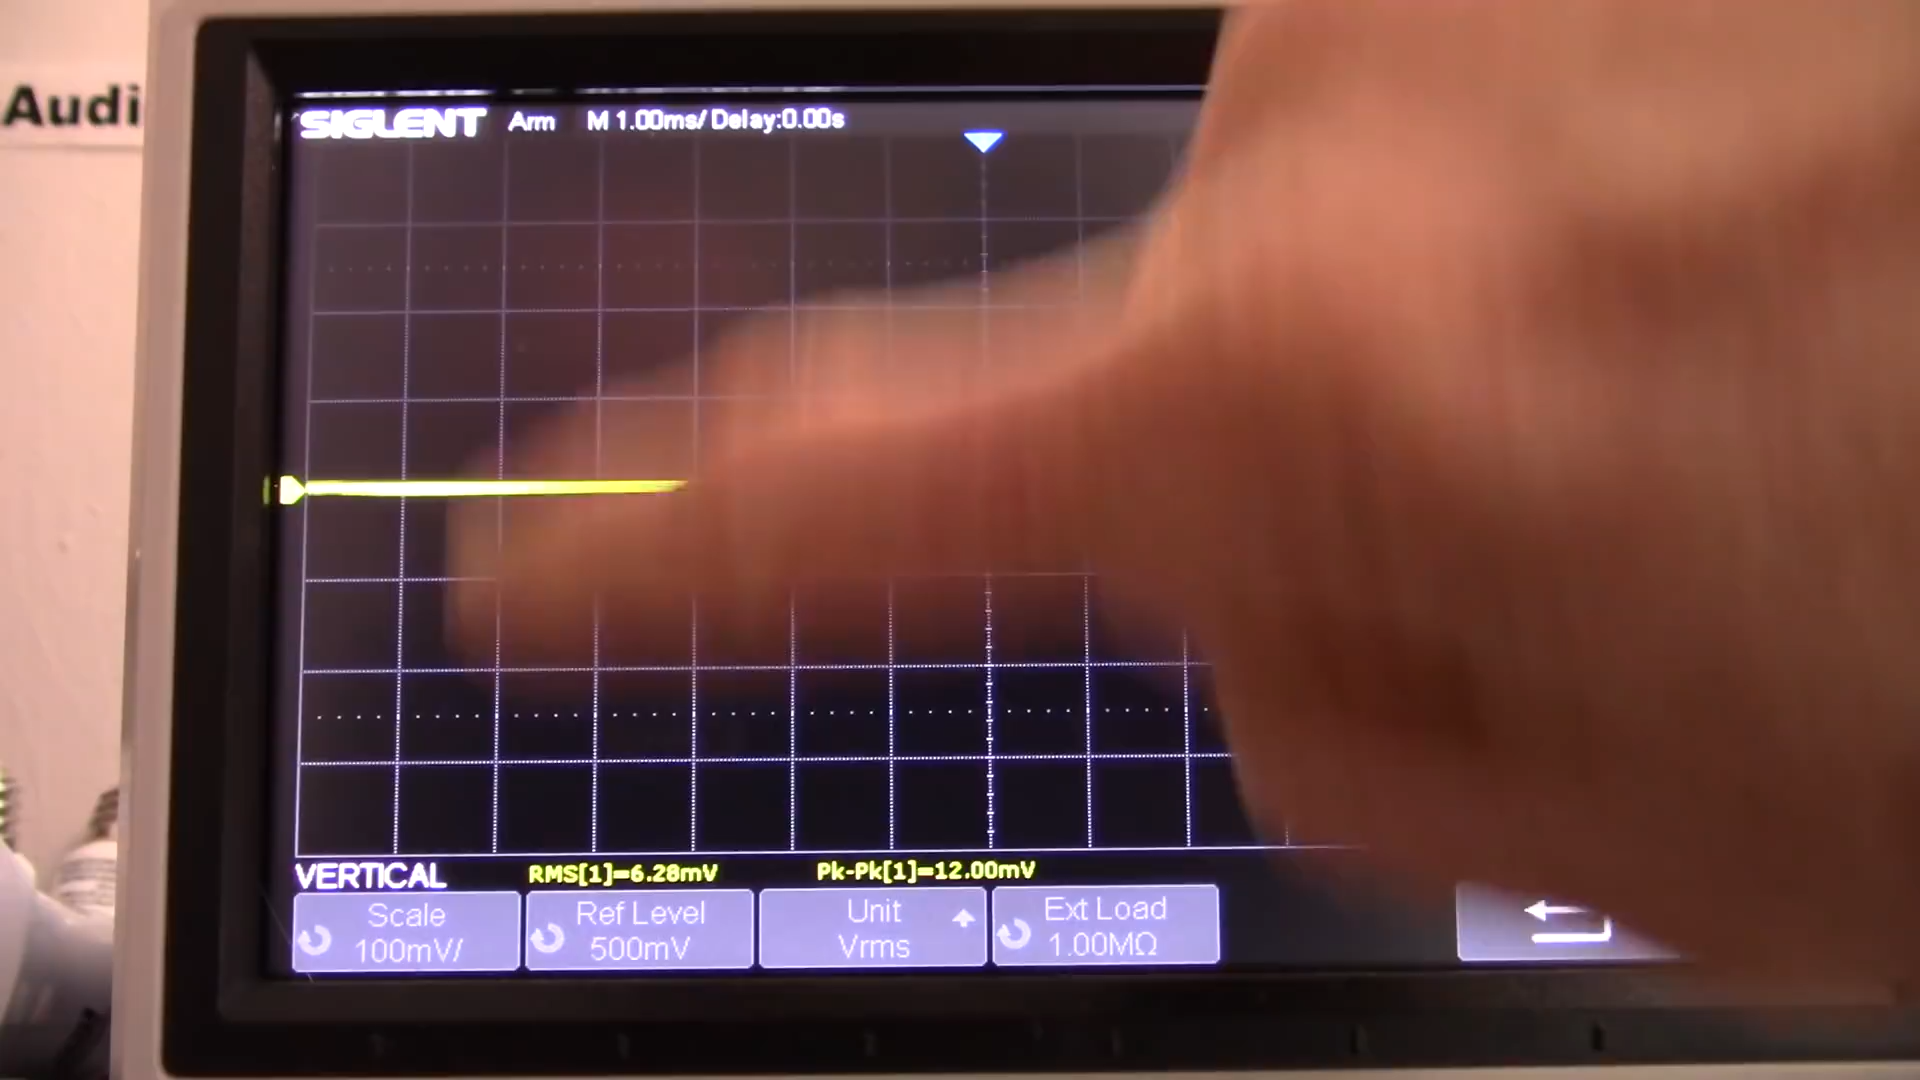 Audi
SIGLENT Arm M 1.00ms/ Delay:0.00s
VERTICAL RMS[1]=6.28mV Pk-Pk[1]=12.00mV
Scale
100mV/
Ref Level
500mV
Unit
Vrms
Ext Load
1.00MΩ